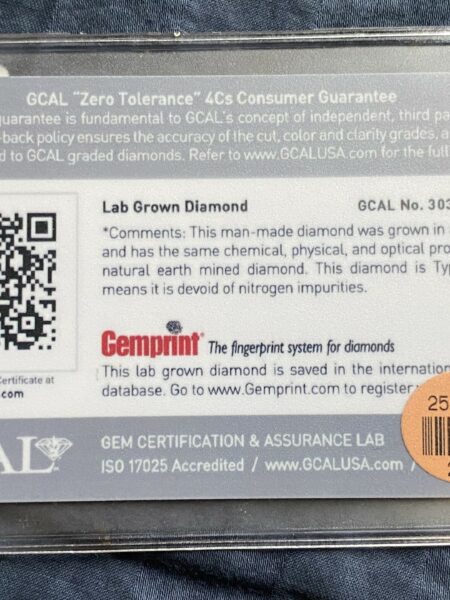 GCAL "Zero Tolerance" 4Cs Consumer Guarantee
guarantee is fundamental to GCAL's concept of independent, third pa
-back policy ensures the accuracy of the cut, color and clarity grades, a
d to GCAL graded diamonds. Refer to www.GCALUSA.com for the full
Lab Grown Diamond GCAL No. 303
*Comments: This man-made diamond was grown in
and has the same chemical, physical, and optical pro
natural earth mined diamond. This diamond is Typ
means it is devoid of nitrogen impurities.
Gemprint® The fingerprint system for diamonds
This lab grown diamond is saved in the internation
database. Go to www.Gemprint.com to register
Certificate at
s.com
25
2
AL™
GEM CERTIFICATION & ASSURANCE LAB
ISO 17025 Accredited / www.GCALUSA.com /